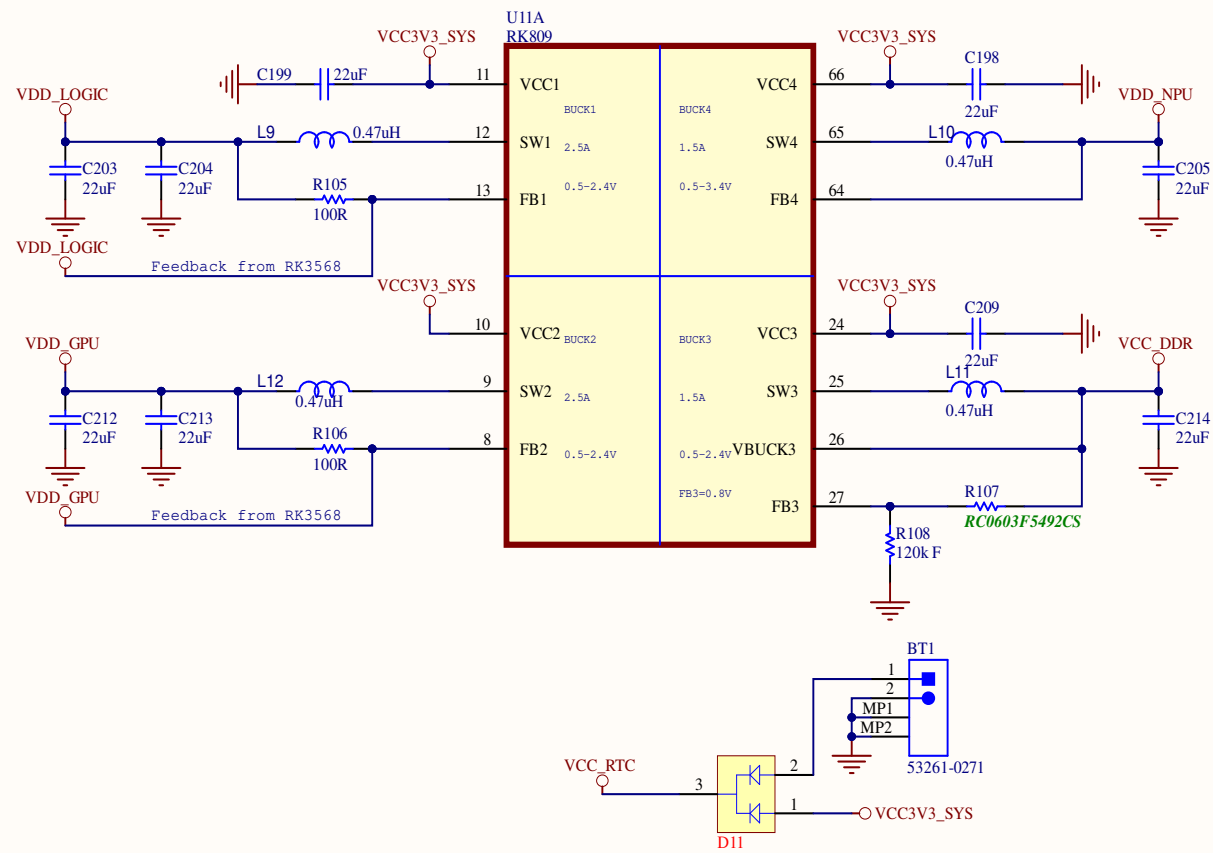 U11A
RK809
VCC3V3_SYS
VCC3V3_SYS
C199
22uF
11
VCC1
VCC4
66
C198
22uF
VDD_LOGIC
VDD_NPU
BUCK1
BUCK4
L9
0.47uH
12
SW1
2.5A
1.5A
SW4
65
L10
0.47uH
C203
22uF
C204
22uF
C205
22uF
R105
100R
13
FB1
0.5-2.4V
0.5-3.4V
FB4
64
VDD_LOGIC
Feedback from RK3568
VCC3V3_SYS
VCC3V3_SYS
10
VCC2
BUCK2
BUCK3
VCC3
24
C209
22uF
VDD_GPU
VCC_DDR
L12
0.47uH
9
SW2
2.5A
1.5A
SW3
25
L11
0.47uH
C212
22uF
C213
22uF
C214
22uF
R106
100R
8
FB2
0.5-2.4V
0.5-2.4V
VBUCK3
26
VDD_GPU
Feedback from RK3568
FB3=0.8V
FB3
27
R107
RC0603F5492CS
R108
120k F
BT1
1
2
MP1
MP2
53261-0271
VCC_RTC
3
2
1
VCC3V3_SYS
D11